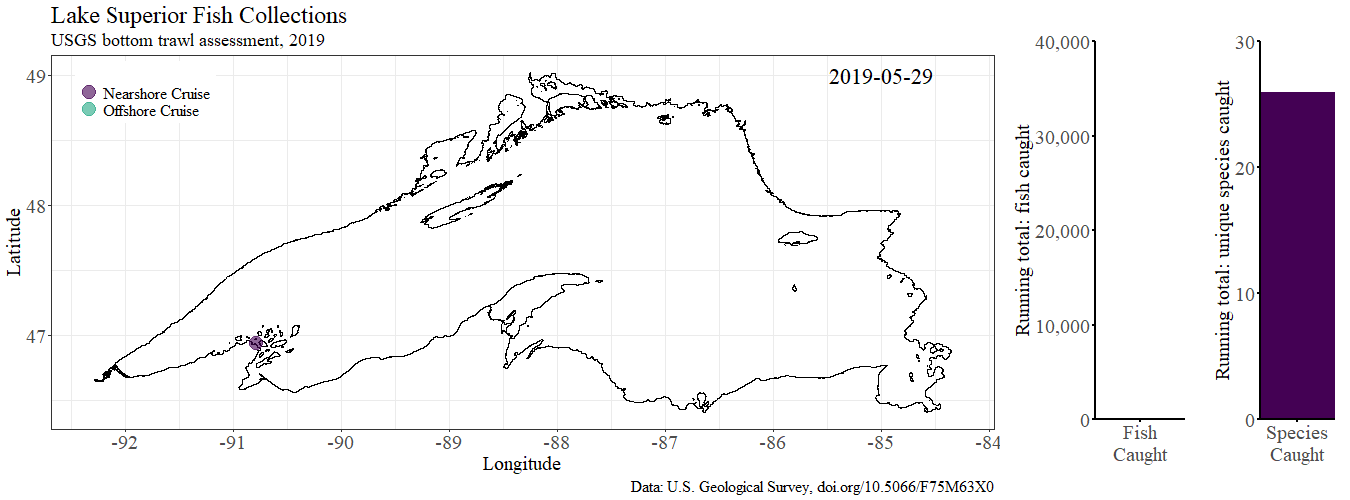 Lake Superior Fish Collections
USGS bottom trawl assessment, 2019
2019-05-29
Nearshore Cruise
Offshore Cruise
Latitude
49
48
47
-92
-91
-90
-89
-88
-87
-86
-85
-84
Longitude
Data: U.S. Geological Survey, doi.org/10.5066/F75M63X0
Running total: fish caught
40,000
30,000
20,000
10,000
0
Fish
Caught
Running total: unique species caught
30
20
10
0
Species
Caught